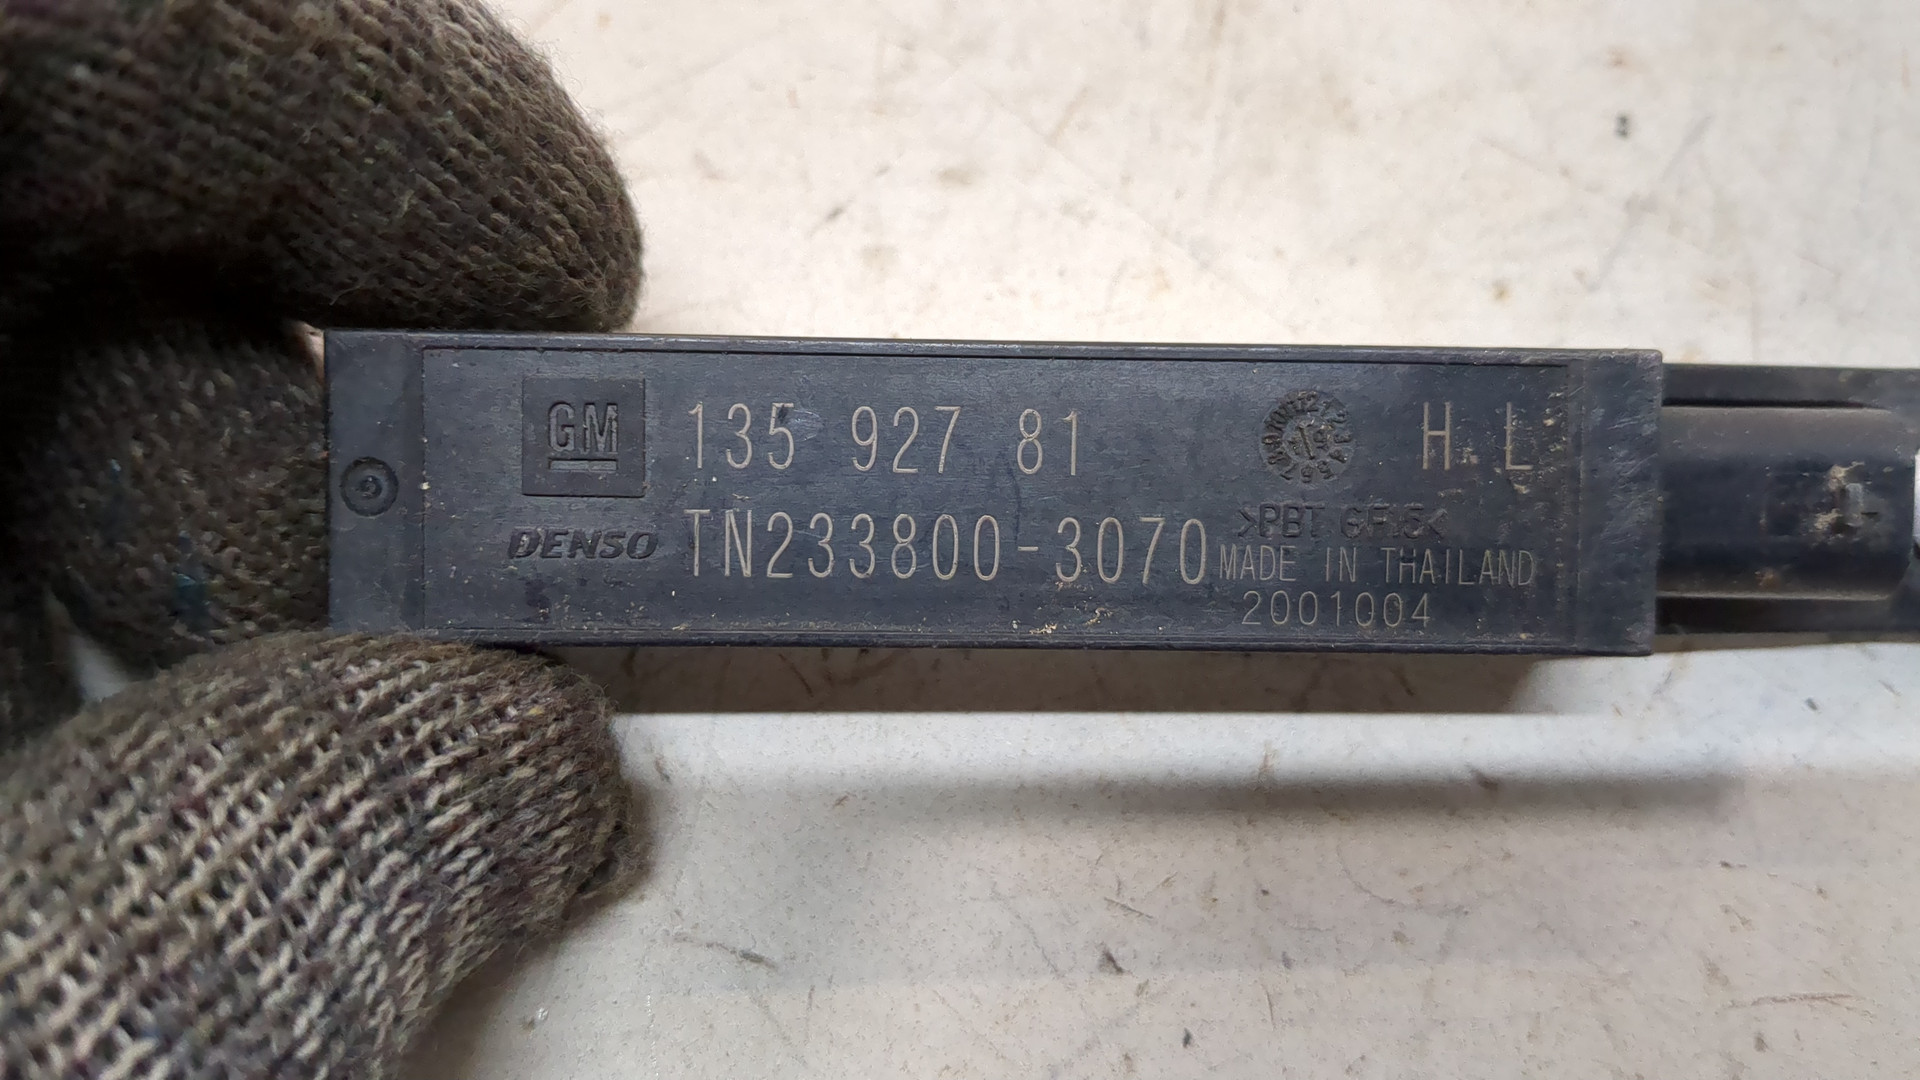 GM 135 927 81 H L
DENSO TN233800-3070
>PBT GF15<
MADE IN THAILAND
2001004